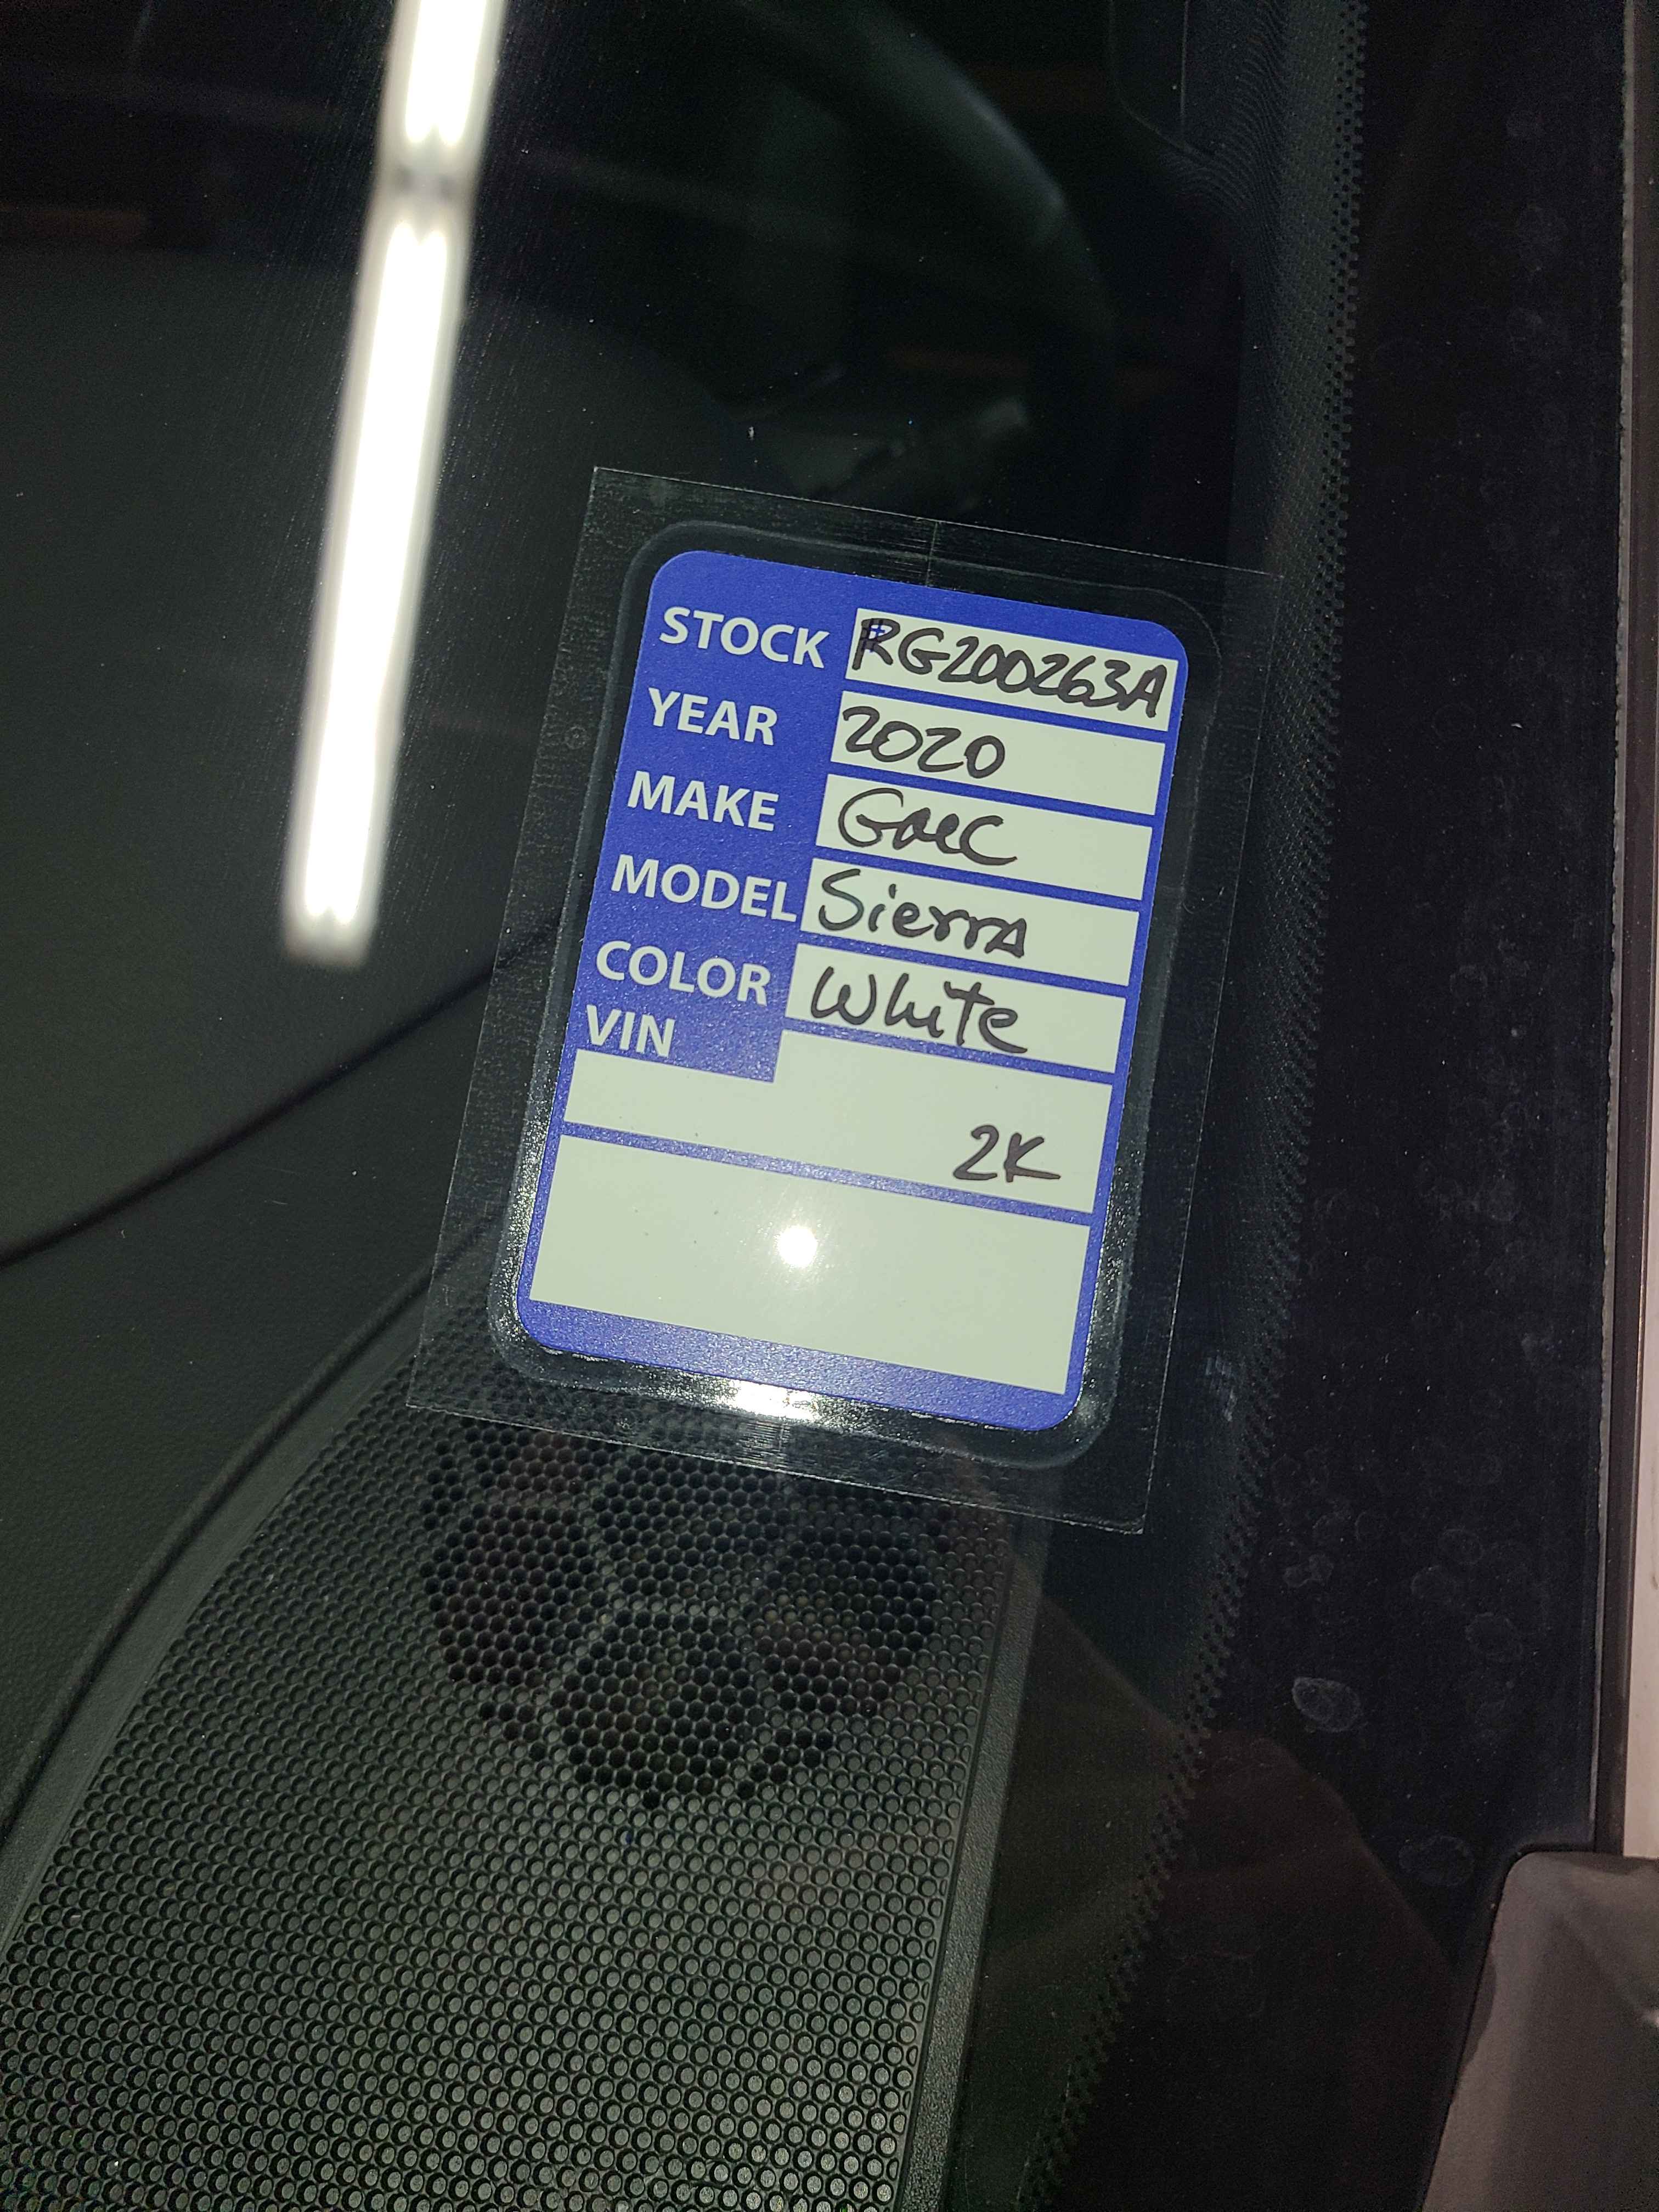 STOCK RG200263A
YEAR 2020
MAKE GMC
MODEL Sierra
COLOR White
VIN
2K